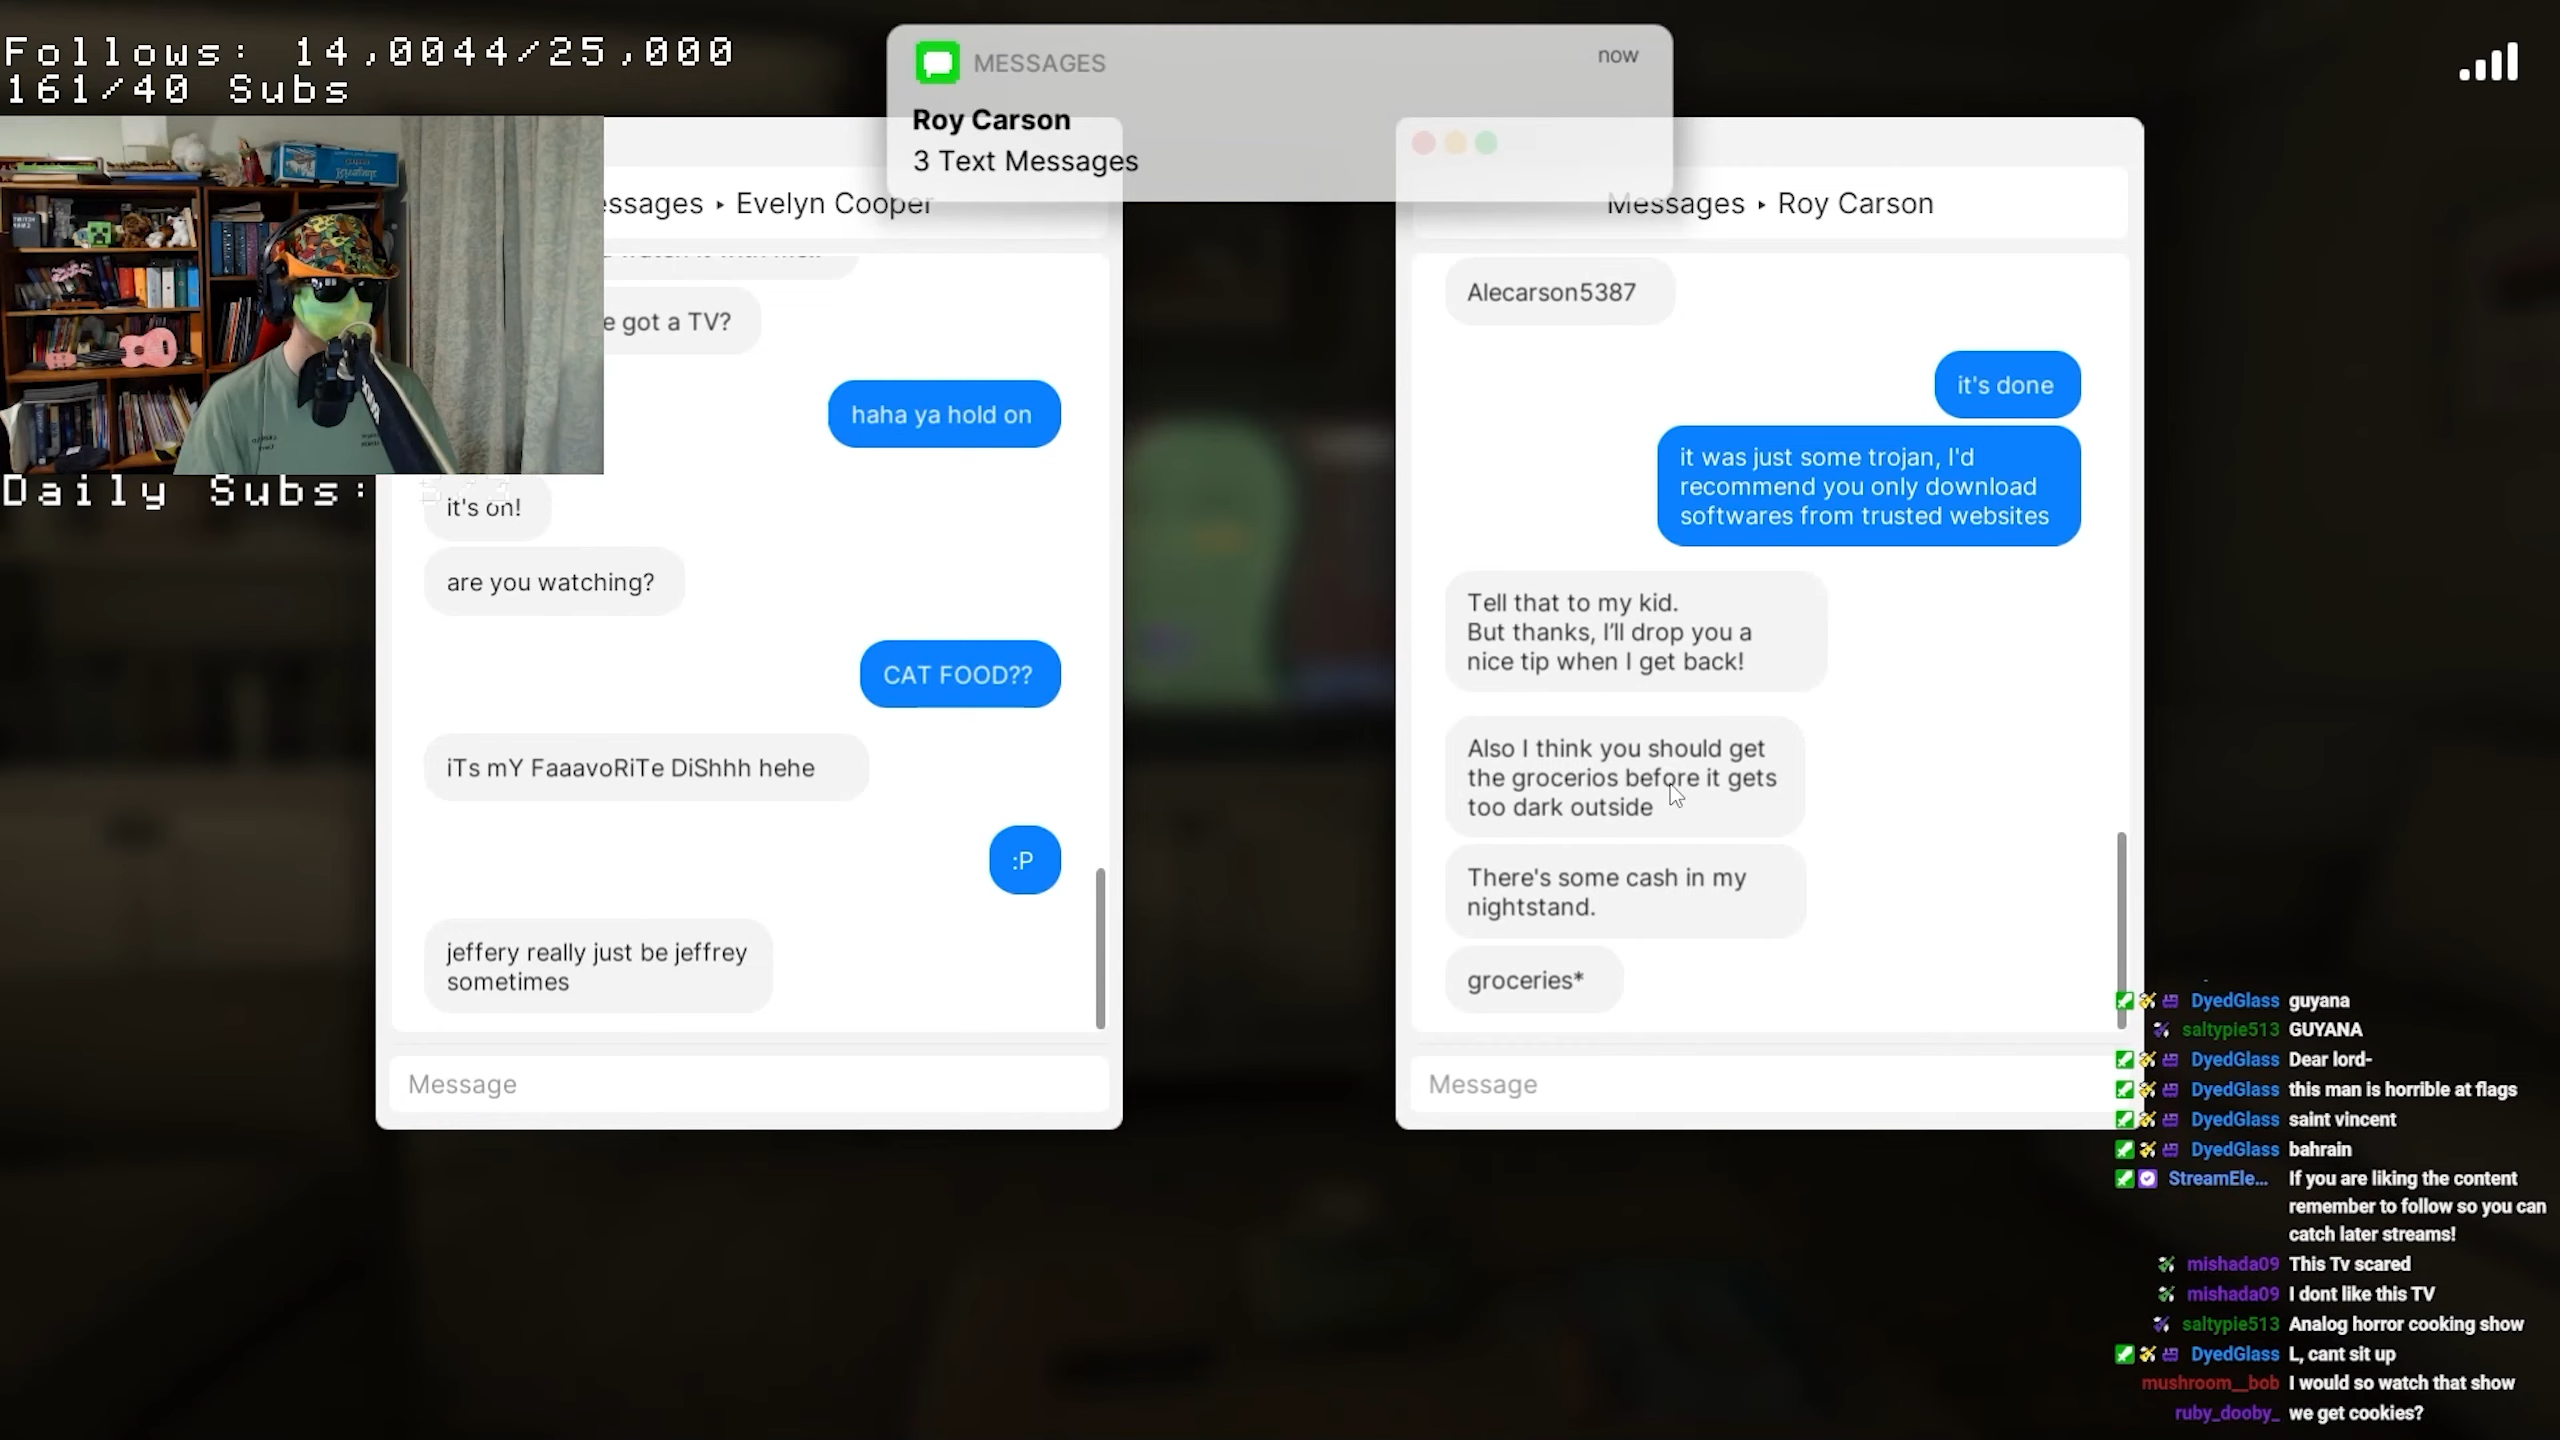 Follows: 14,0044/25,000
161/40 Subs
Daily Subs:
MESSAGES
now
Roy Carson
3 Text Messages
essages ▸ Evelyn Cooper
e got a TV?
haha ya hold on
it's on!
are you watching?
CAT FOOD??
iTs mY FaaavoRiTe DiShhh hehe
:P
jeffery really just be jeffrey
sometimes
Message
Messages ▸ Roy Carson
Alecarson5387
it's done
it was just some trojan, I'd
recommend you only download
softwares from trusted websites
Tell that to my kid.
But thanks, I'll drop you a
nice tip when I get back!
Also I think you should get
the grocerios before it gets
too dark outside
There's some cash in my
nightstand.
groceries*
Message
DyedGlass guyana
saltypie513 GUYANA
DyedGlass Dear lord-
DyedGlass this man is horrible at flags
DyedGlass saint vincent
DyedGlass bahrain
StreamEle... If you are liking the content
remember to follow so you can
catch later streams!
mishada09 This Tv scared
mishada09 I dont like this TV
saltypie513 Analog horror cooking show
DyedGlass L, cant sit up
mushroom__bob I would so watch that show
ruby_dooby_ we get cookies?